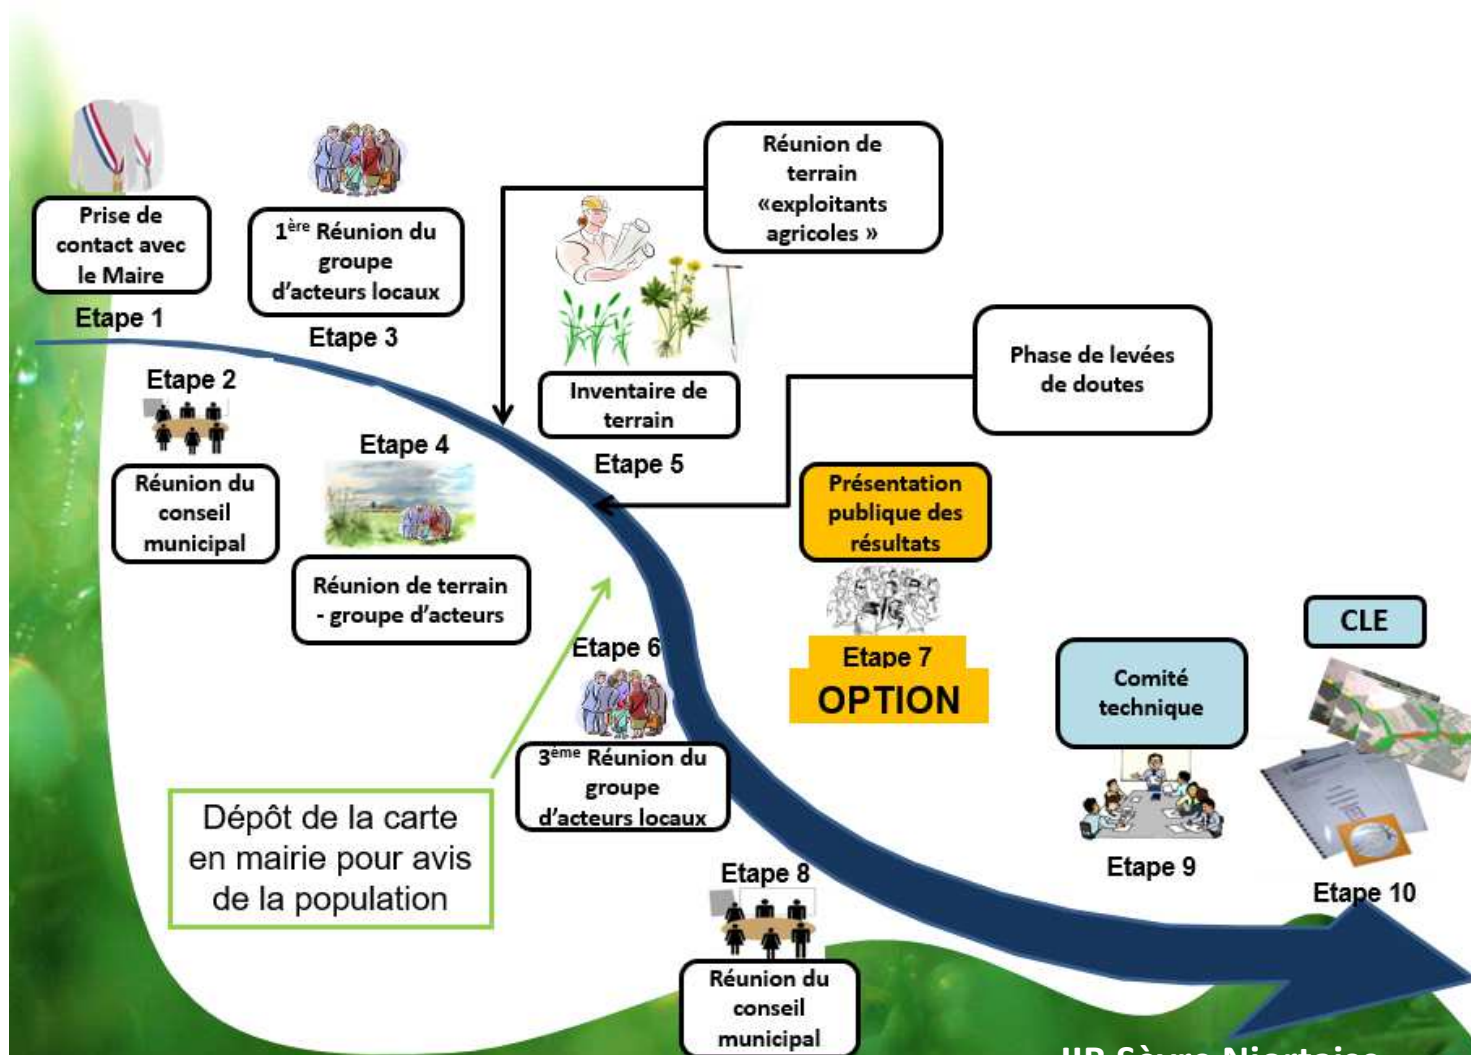 Prise de
contact avec
le Maire
Etape 1
Etape 2
Réunion du
conseil
municipal
1ère Réunion du
groupe
d'acteurs locaux
Etape 3
Etape 4
Réunion de terrain
- groupe d'acteurs
Réunion de
terrain
«exploitants
agricoles »
Inventaire de
terrain
Etape 5
Phase de levées
de doutes
Dépôt de la carte
en mairie pour avis
de la population
Etape 6
3ème Réunion du
groupe
d'acteurs locaux
Présentation
publique des
résultats
Etape 7
OPTION
Etape 8
Réunion du
conseil
municipal
Comité
technique
Etape 9
CLE
Etape 10